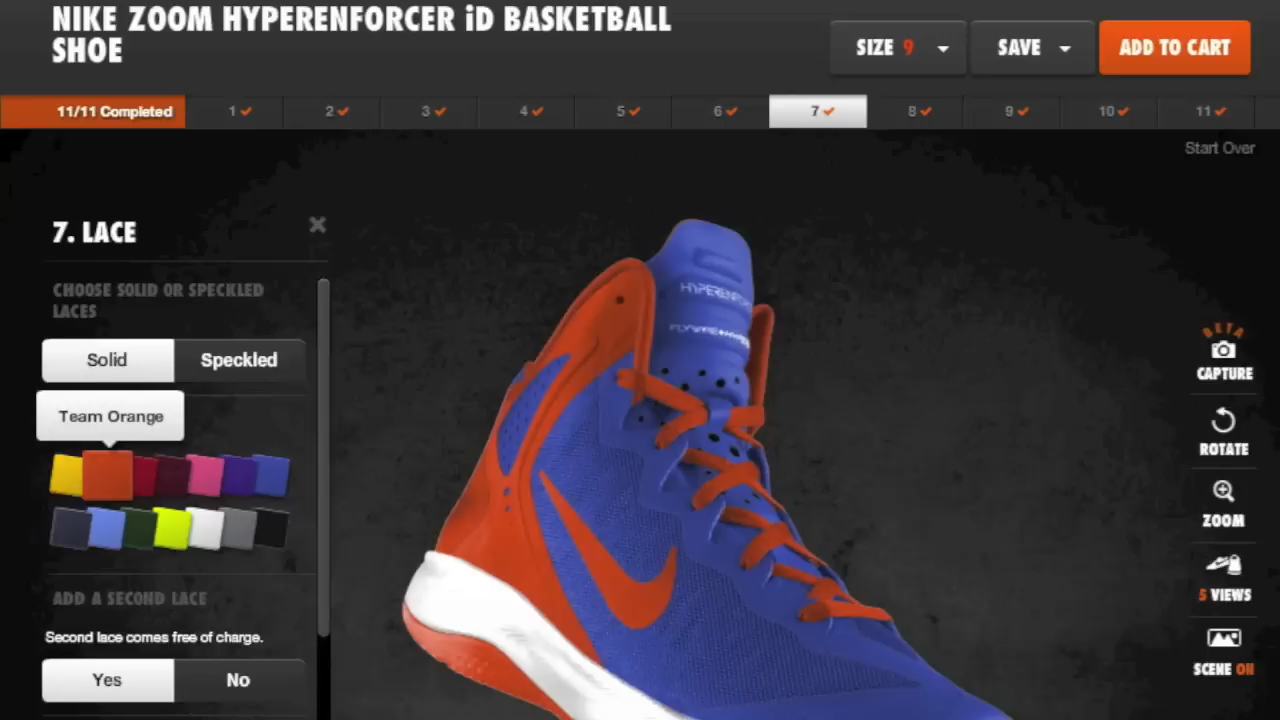 NIKE ZOOM HYPERENFORCER iD BASKETBALL
SHOE
SIZE 9
SAVE
ADD TO CART
11/11 Completed
1
2
3
4
5
6
7
8
9
10
11
Start Over
7. LACE
CHOOSE SOLID OR SPECKLED
LACES
Solid
Speckled
Team Orange
ADD A SECOND LACE
Second lace comes free of charge.
Yes
No
BETA
CAPTURE
ROTATE
ZOOM
5 VIEWS
SCENE ON